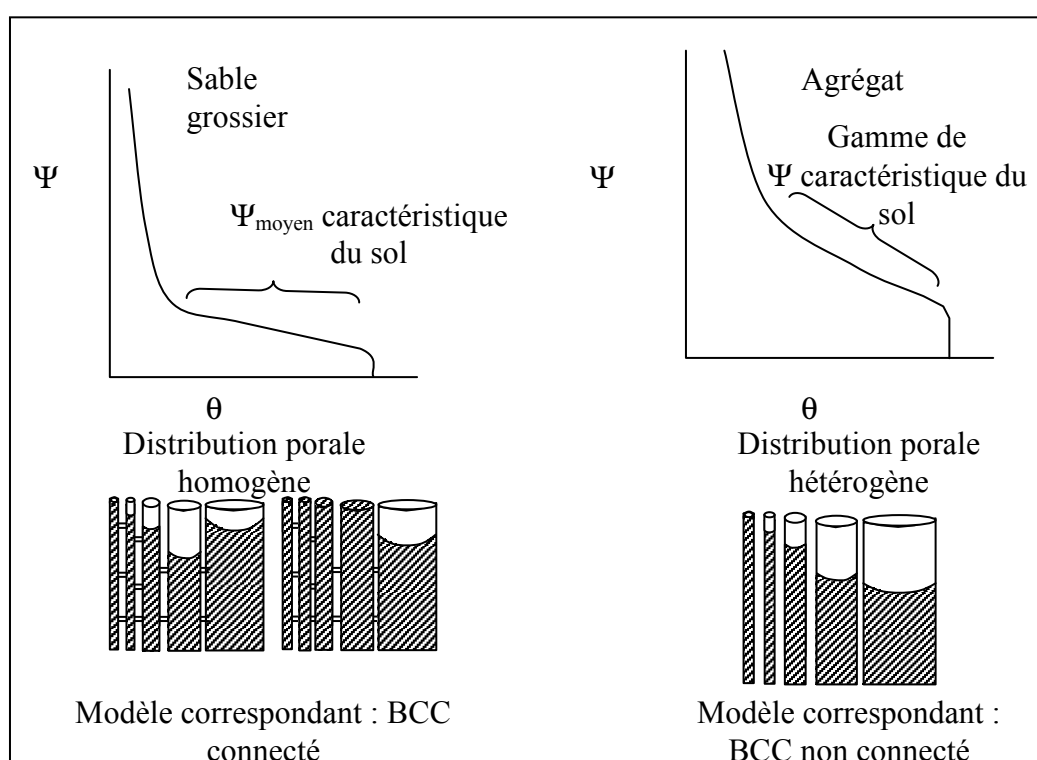 Sable
grossier
Ψ
Ψmoyen caractéristique
du sol
θ
Distribution porale
homogène
Modèle correspondant : BCC
connecté
Agrégat
Gamme de
Ψ
Ψ caractéristique du
sol
θ
Distribution porale
hétérogène
Modèle correspondant :
BCC non connecté